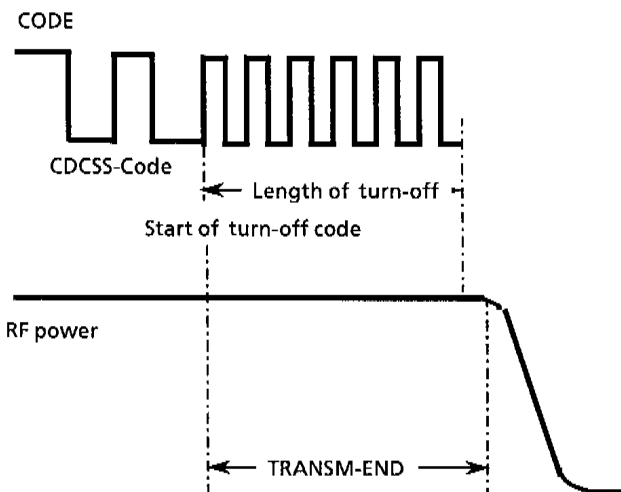 CODE
CDCSS-Code
Length of turn-off
Start of turn-off code
RF power
TRANSM-END